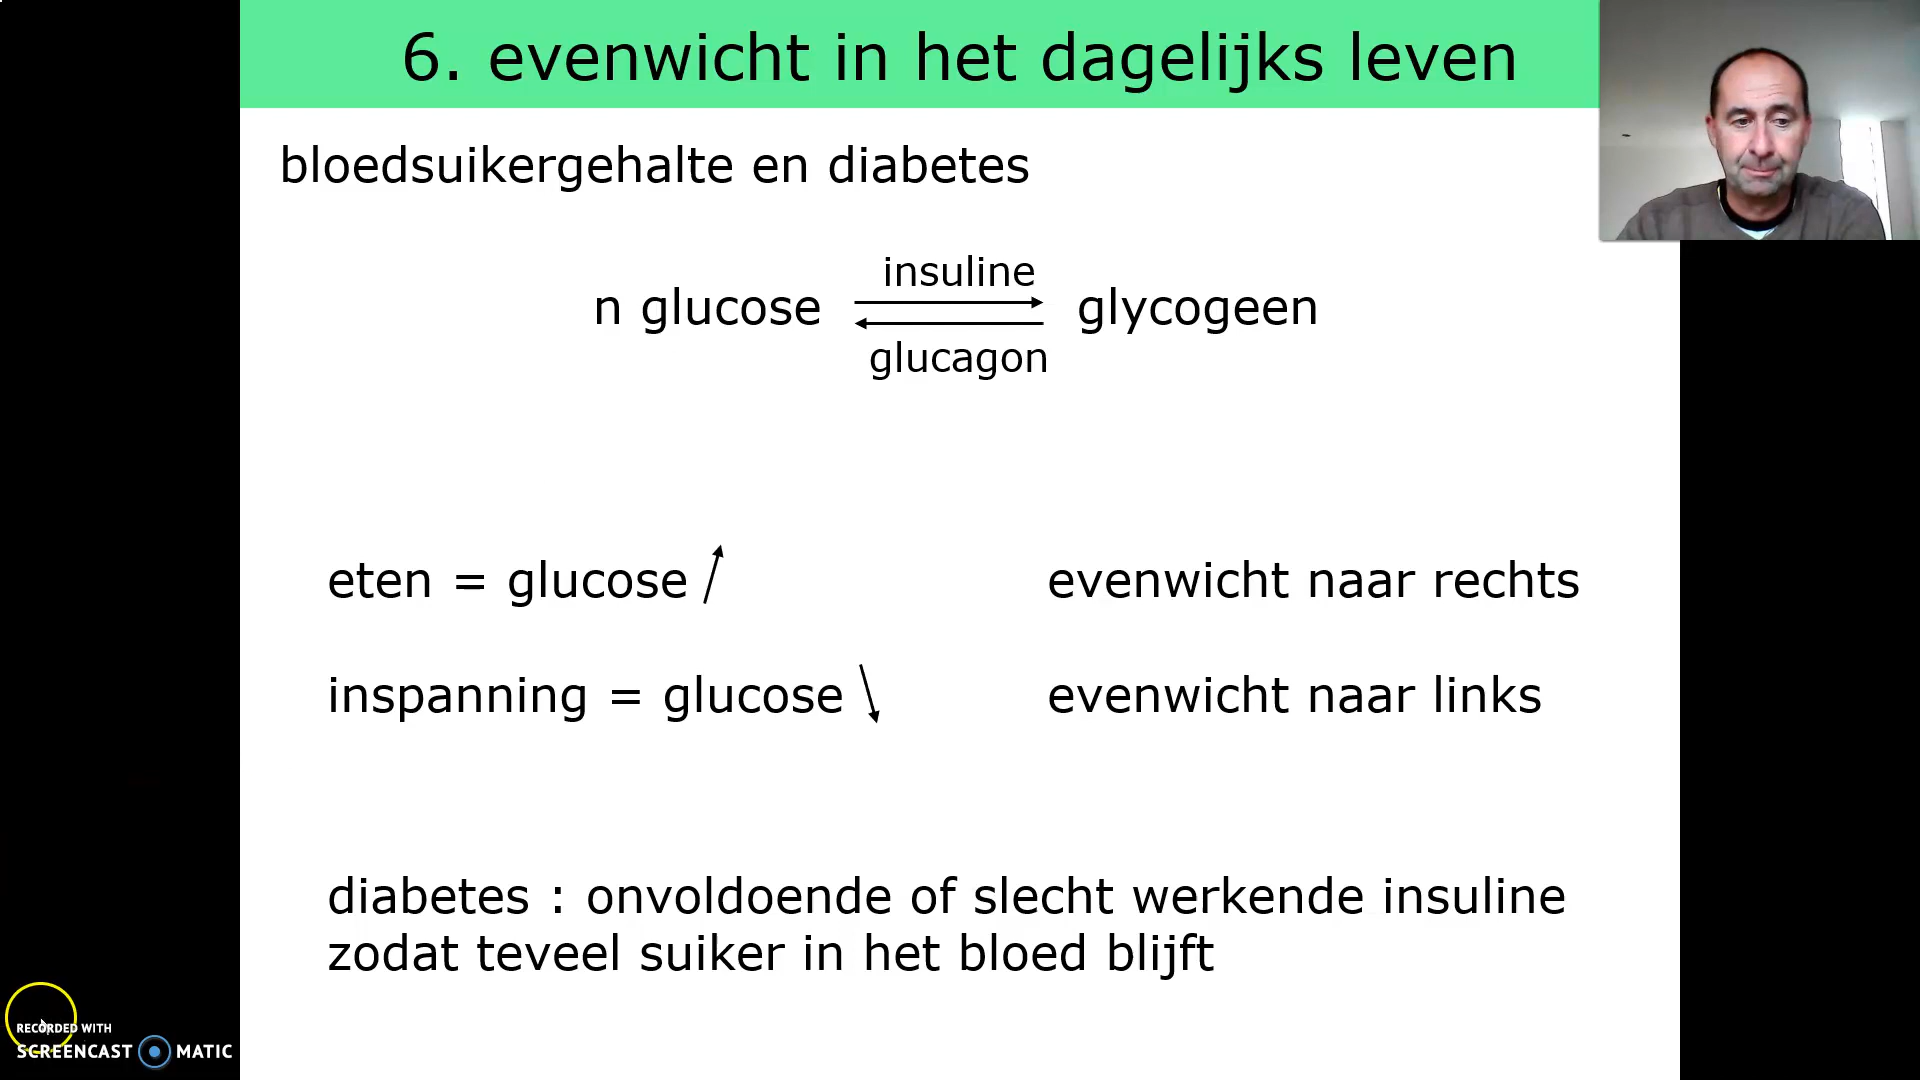 6. evenwicht in het dagelijks leven
bloedsuikergehalte en diabetes
insuline
n glucose glycogeen
glucagon
eten = glucose evenwicht naar rechts
inspanning = glucose evenwicht naar links
diabetes : onvoldoende of slecht werkende insuline
zodat teveel suiker in het bloed blijft
RECORDED WITH
SCREENCAST MATIC